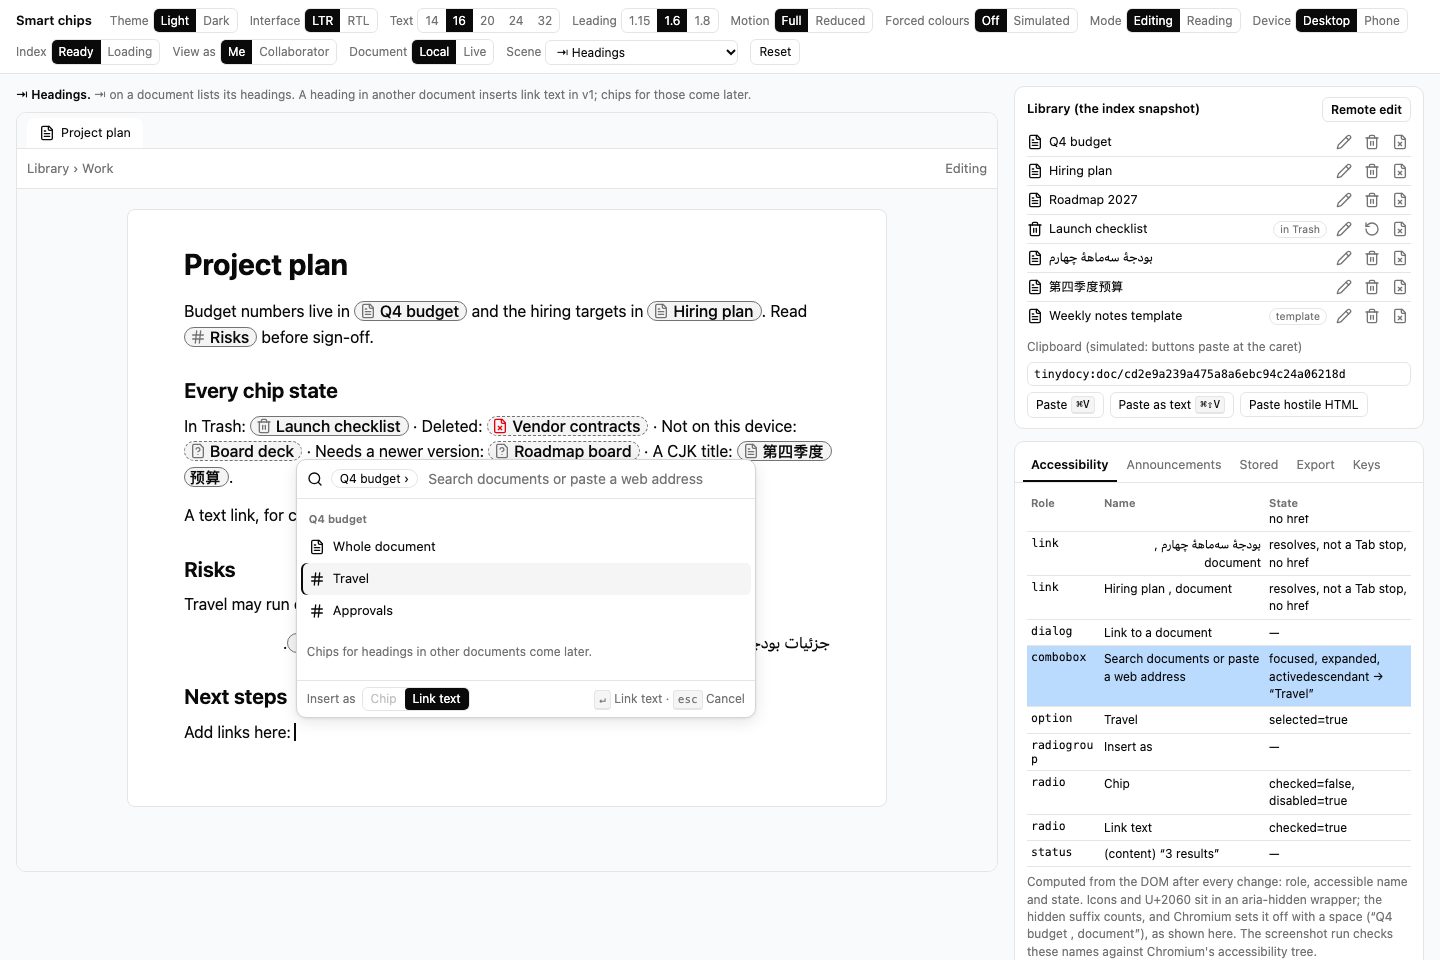 Smart chips Theme Light Dark Interface LTR RTL Text 14 16 20 24 32 Leading 1.15 1.6 1.8 Motion Full Reduced Forced colours Off Simulated Mode Editing Reading Device Desktop Phone
Index Ready Loading View as Me Collaborator Document Local Live Scene ⇥ Headings Reset
⇥ Headings. ⇥ on a document lists its headings. A heading in another document inserts link text in v1; chips for those come later.
Project plan
Library › Work Editing
Project plan
Budget numbers live in Q4 budget and the hiring targets in Hiring plan. Read
# Risks before sign-off.
Every chip state
In Trash: Launch checklist · Deleted: Vendor contracts · Not on this device:
Board deck · Needs a newer version: Roadmap board · A CJK title: 第四季度
预算.
A text link, for c
Risks
Travel may run
جزئیات بودج
.
Next steps
Add links here:
Q4 budget › Search documents or paste a web address
Q4 budget
Whole document
# Travel
# Approvals
Chips for headings in other documents come later.
Insert as Chip Link text ↵ Link text · esc Cancel
Library (the index snapshot) Remote edit
Q4 budget
Hiring plan
Roadmap 2027
Launch checklist in Trash
بودجهٔ سه‌ماههٔ چهارم
第四季度预算
Weekly notes template template
Clipboard (simulated: buttons paste at the caret)
tinydocy:doc/cd2e9a239a475a8a6ebc94c24a06218d
Paste ⌘V Paste as text ⌘⇧V Paste hostile HTML
Accessibility Announcements Stored Export Keys
Role Name State
no href
link بودجهٔ سه‌ماههٔ چهارم , resolves, not a Tab stop,
document no href
link Hiring plan , document resolves, not a Tab stop,
no href
dialog Link to a document —
combobox Search documents or paste focused, expanded,
a web address activedescendant →
“Travel”
option Travel selected=true
radiogrou Insert as —
p
radio Chip checked=false,
disabled=true
radio Link text checked=true
status (content) “3 results” —
Computed from the DOM after every change: role, accessible name
and state. Icons and U+2060 sit in an aria-hidden wrapper; the
hidden suffix counts, and Chromium sets it off with a space (“Q4
budget , document”), as shown here. The screenshot run checks
these names against Chromium's accessibility tree.